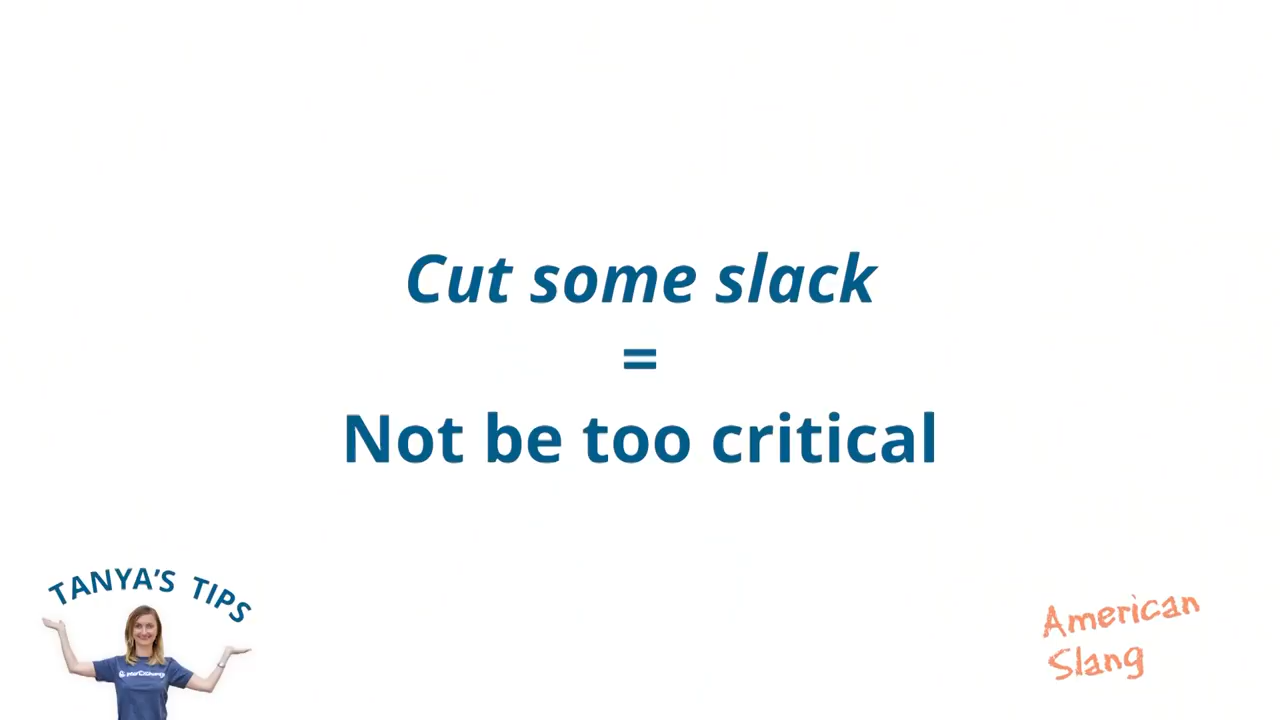 Cut some slack
=
Not be too critical
TANYA'S TIPS
American
Slang